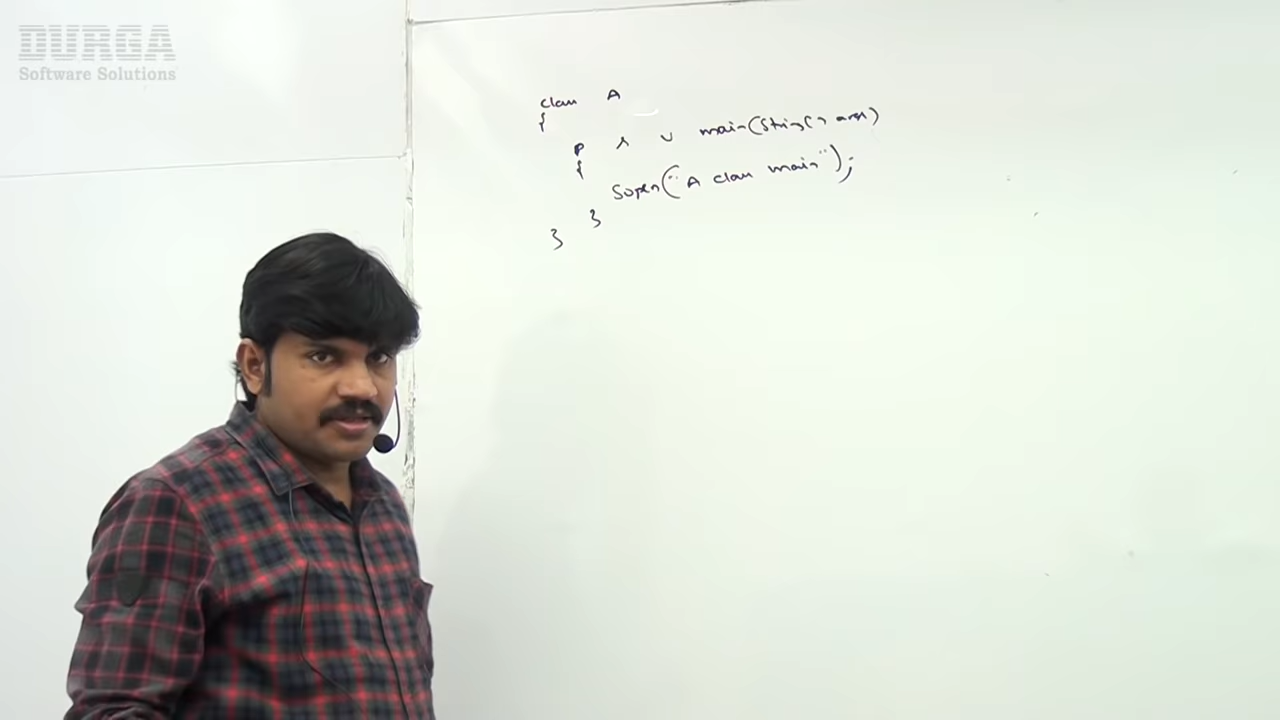 DURGA
Software Solutions
class A
{
p s v main(String[] args)
{
Sopln("A class main");
}
}